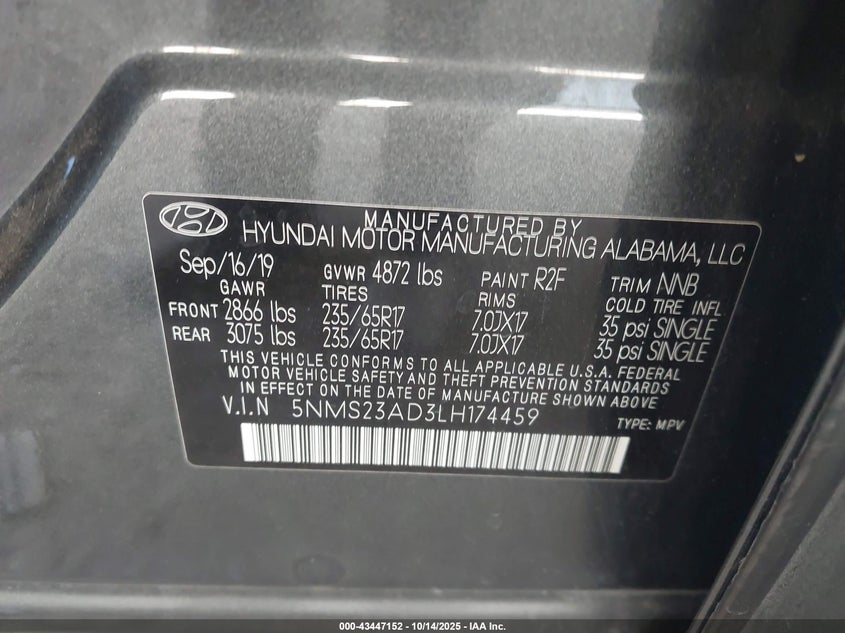 MANUFACTURED BY
HYUNDAI MOTOR MANUFACTURING ALABAMA, LLC
Sep/16/19 GVWR 4872 lbs PAINT R2F TRIM NNB
GAWR TIRES RIMS COLD TIRE INFL
FRONT 2866 lbs 235/65R17 7.0JX17 35 psi SINGLE
REAR 3075 lbs 235/65R17 7.0JX17 35 psi SINGLE
THIS VEHICLE CONFORMS TO ALL APPLICABLE U.S.A. FEDERAL
MOTOR VEHICLE SAFETY AND THEFT PREVENTION STANDARDS
IN EFFECT ON THE DATE OF MANUFACTURE SHOWN ABOVE
V.I.N 5NMS23AD3LH174459 TYPE: MPV
000-43447152 - 10/14/2025 - IAA Inc.